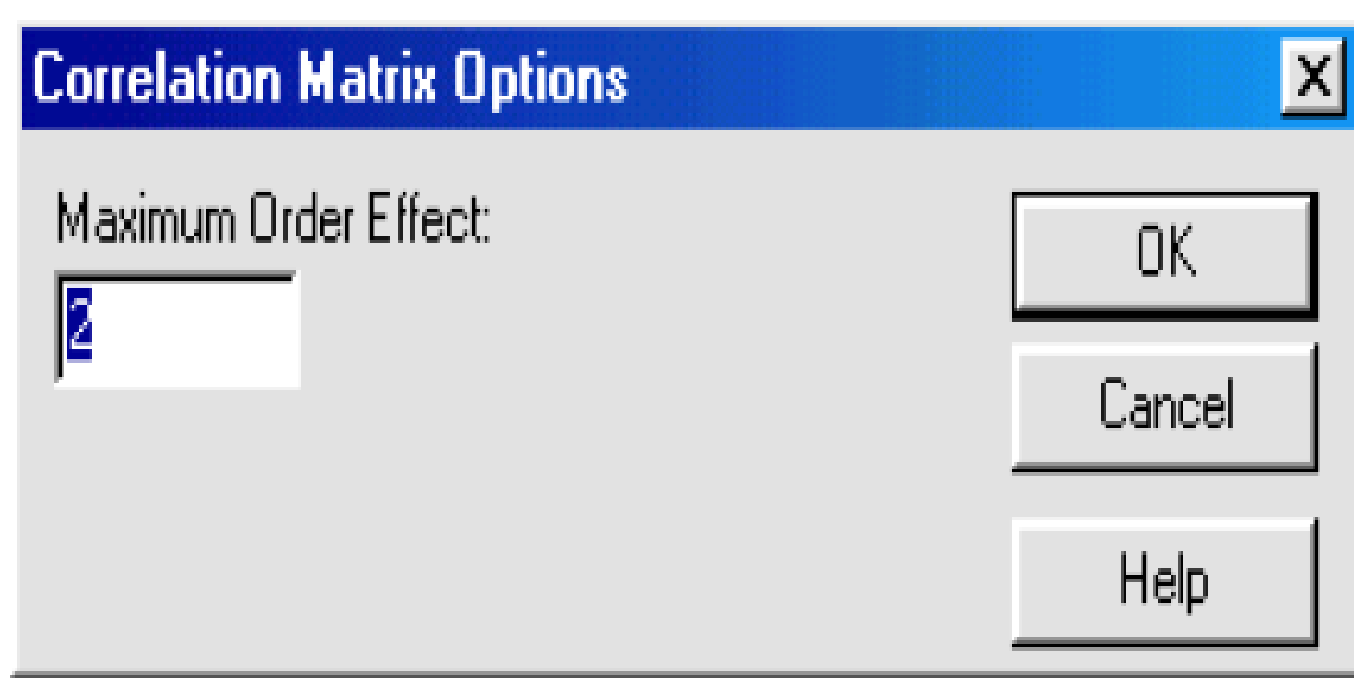 Correlation Matrix Options
X
Maximum Order Effect:
2
OK
Cancel
Help